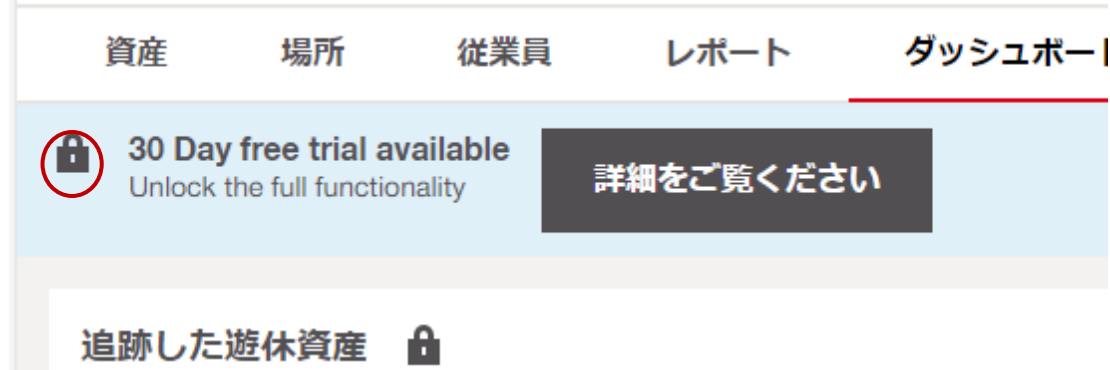 資産 場所 従業員 レポート ダッシュボート
30 Day free trial available
Unlock the full functionality
詳細をご覧ください
追跡した遊休資産